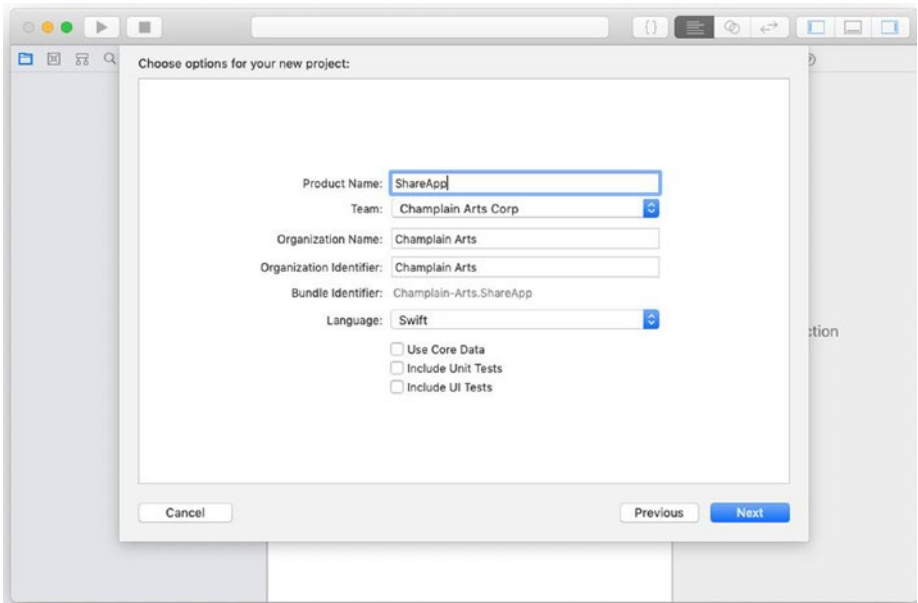 Choose options for your new project:
Product Name: ShareApp
Team: Champlain Arts Corp
Organization Name: Champlain Arts
Organization Identifier: Champlain Arts
Bundle Identifier: Champlain-Arts.ShareApp
Language: Swift
ction
Use Core Data
Include Unit Tests
Include UI Tests
Cancel
Previous
Next